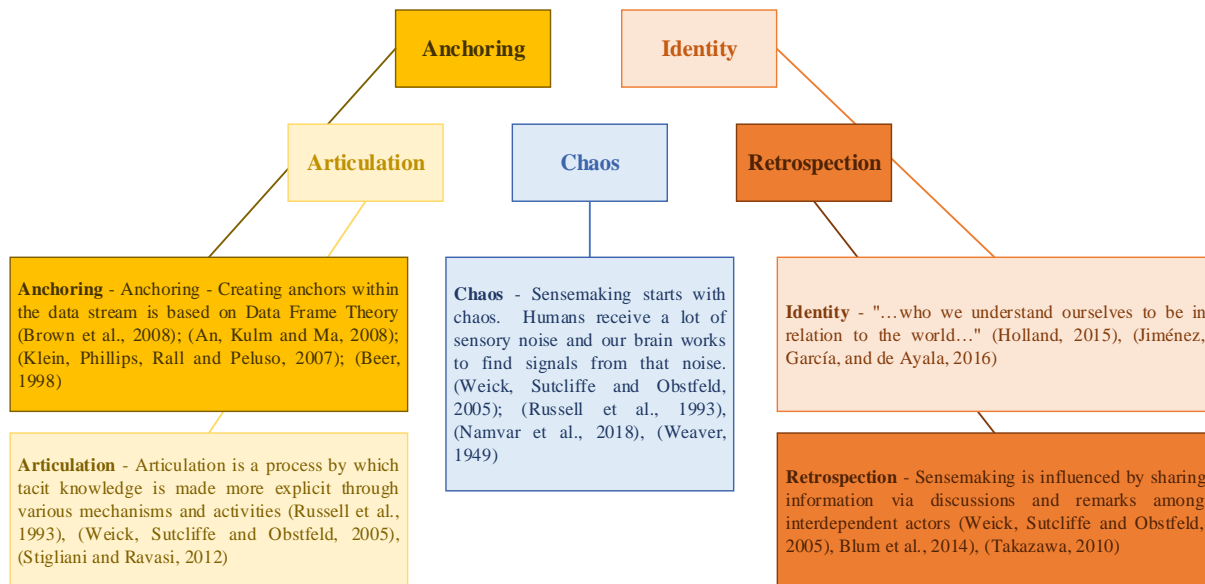 Anchoring
Identity
Articulation
Chaos
Retrospection
Anchoring - Anchoring - Creating anchors within
the data stream is based on Data Frame Theory
(Brown et al., 2008); (An, Kulm and Ma, 2008);
(Klein, Phillips, Rall and Peluso, 2007); (Beer,
1998)
Chaos - Sensemaking starts with
chaos. Humans receive a lot of
sensory noise and our brain works
to find signals from that noise.
(Weick, Sutcliffe and Obstfeld,
2005); (Russell et al., 1993),
(Namvar et al., 2018), (Weaver,
1949)
Identity - "…who we understand ourselves to be in
relation to the world…" (Holland, 2015), (Jiménez,
García, and de Ayala, 2016)
Articulation - Articulation is a process by which
tacit knowledge is made more explicit through
various mechanisms and activities (Russell et al.,
1993), (Weick, Sutcliffe and Obstfeld, 2005),
(Stigliani and Ravasi, 2012)
Retrospection - Sensemaking is influenced by sharing
information via discussions and remarks among
interdependent actors (Weick, Sutcliffe and Obstfeld,
2005), Blum et al., 2014), (Takazawa, 2010)